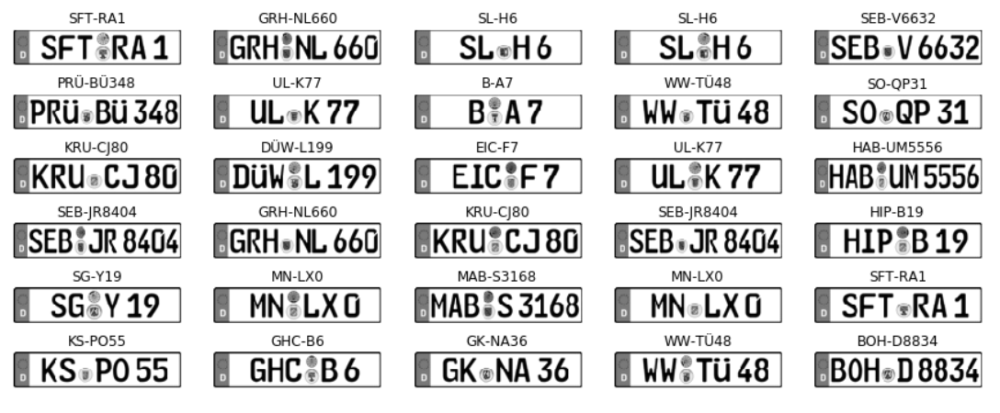 SFT-RA1 GRH-NL660 SL-H6 SL-H6 SEB-V6632
D SFT RA 1 D GRH NL 660 D SL H 6 D SL H 6 D SEB V 6632
PRÜ-BÜ348 UL-K77 B-A7 WW-TÜ48 SO-QP31
D PRÜ BÜ 348 D UL K 77 D B A 7 D WW TÜ 48 D SO QP 31
KRU-CJ80 DÜW-L199 EIC-F7 UL-K77 HAB-UM5556
D KRU CJ 80 D DÜW L 199 D EIC F 7 D UL K 77 D HAB UM 5556
SEB-JR8404 GRH-NL660 KRU-CJ80 SEB-JR8404 HIP-B19
D SEB JR 8404 D GRH NL 660 D KRU CJ 80 D SEB JR 8404 D HIP B 19
SG-Y19 MN-LX0 MAB-S3168 MN-LX0 SFT-RA1
D SG Y 19 D MN LX 0 D MAB S 3168 D MN LX 0 D SFT RA 1
KS-PO55 GHC-B6 GK-NA36 WW-TÜ48 BOH-D8834
D KS PO 55 D GHC B 6 D GK NA 36 D WW TÜ 48 D BOH D 8834